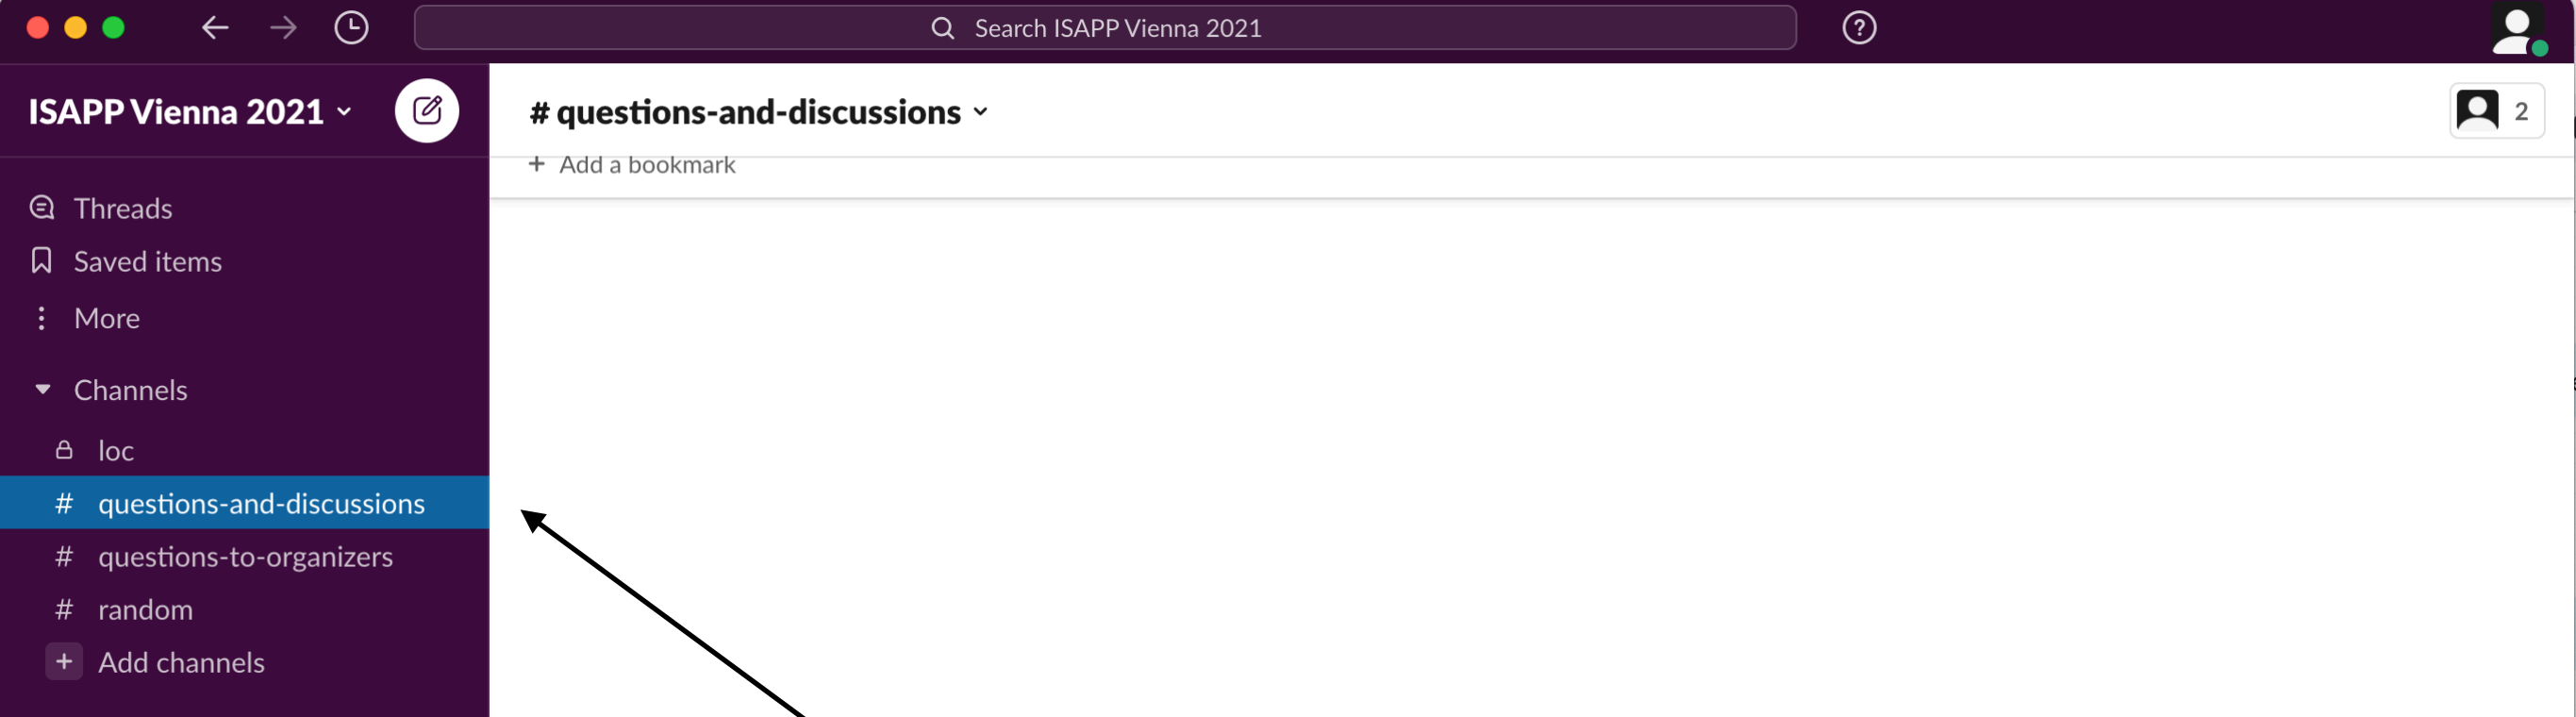 Search ISAPP Vienna 2021
ISAPP Vienna 2021
# questions-and-discussions
2
+ Add a bookmark
Threads
Saved items
More
Channels
loc
# questions-and-discussions
# questions-to-organizers
# random
+ Add channels